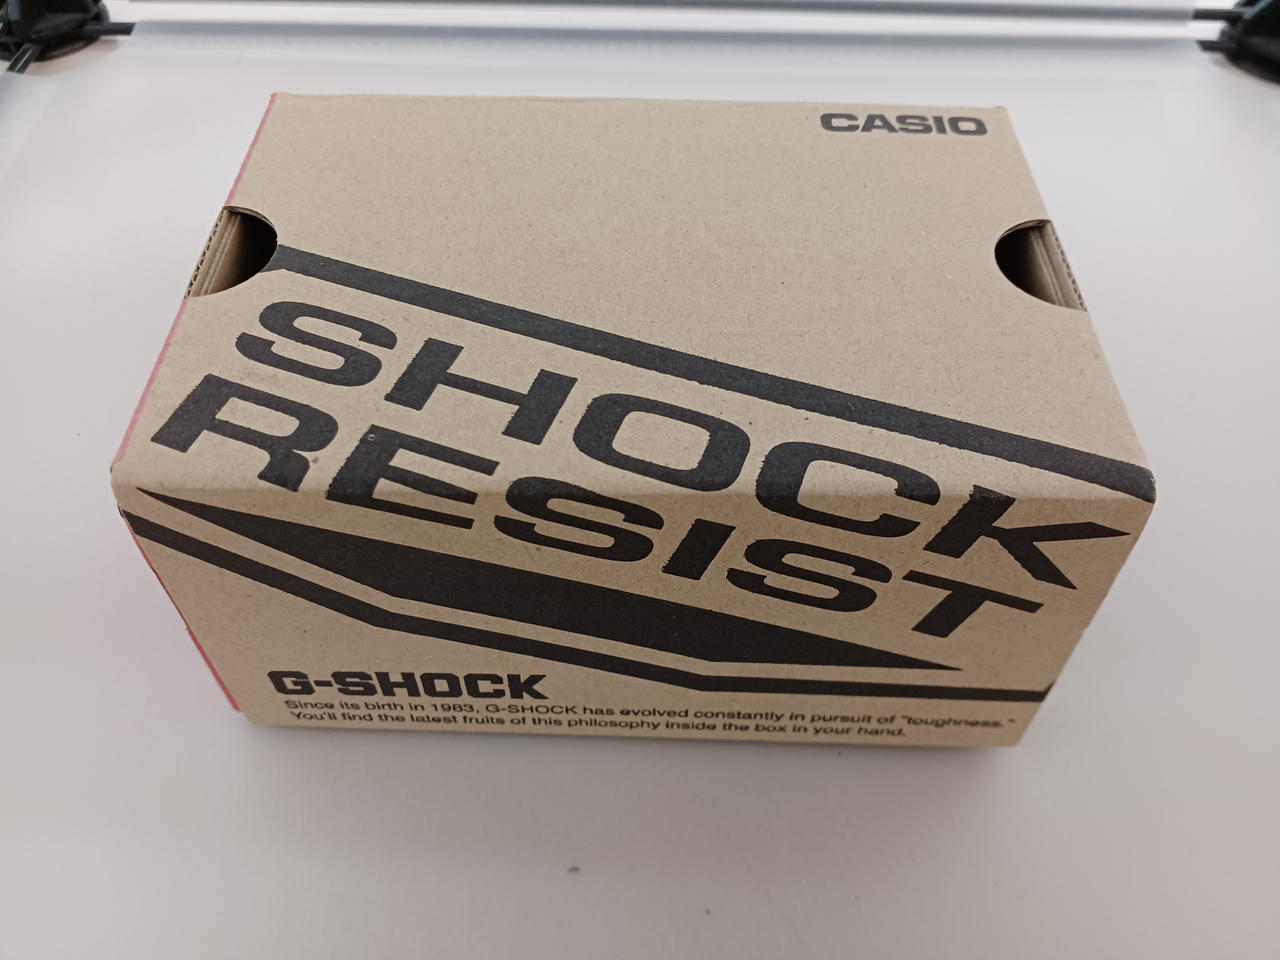 CASIO
SHOCK
RESIST
G-SHOCK
Since its birth in 1983, G-SHOCK has evolved constantly in pursuit of "toughness."
You'll find the latest fruits of this philosophy inside the box in your hand.